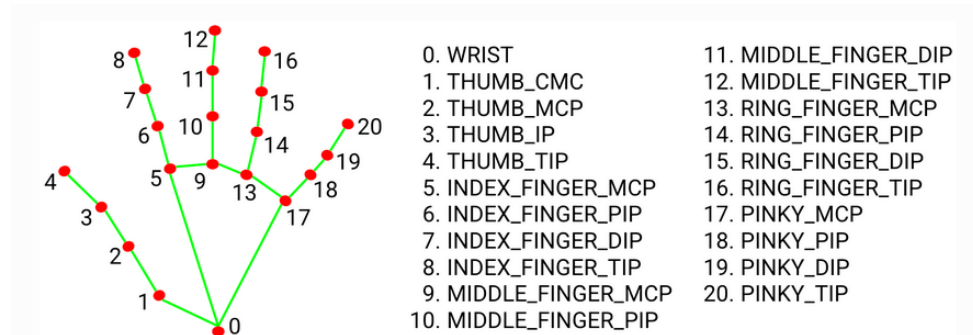 12
8
16
11
7
15
6
10
14
20
4
5
9
19
13
18
3
17
2
1
0
0. WRIST
1. THUMB_CMC
2. THUMB_MCP
3. THUMB_IP
4. THUMB_TIP
5. INDEX_FINGER_MCP
6. INDEX_FINGER_PIP
7. INDEX_FINGER_DIP
8. INDEX_FINGER_TIP
9. MIDDLE_FINGER_MCP
10. MIDDLE_FINGER_PIP
11. MIDDLE_FINGER_DIP
12. MIDDLE_FINGER_TIP
13. RING_FINGER_MCP
14. RING_FINGER_PIP
15. RING_FINGER_DIP
16. RING_FINGER_TIP
17. PINKY_MCP
18. PINKY_PIP
19. PINKY_DIP
20. PINKY_TIP